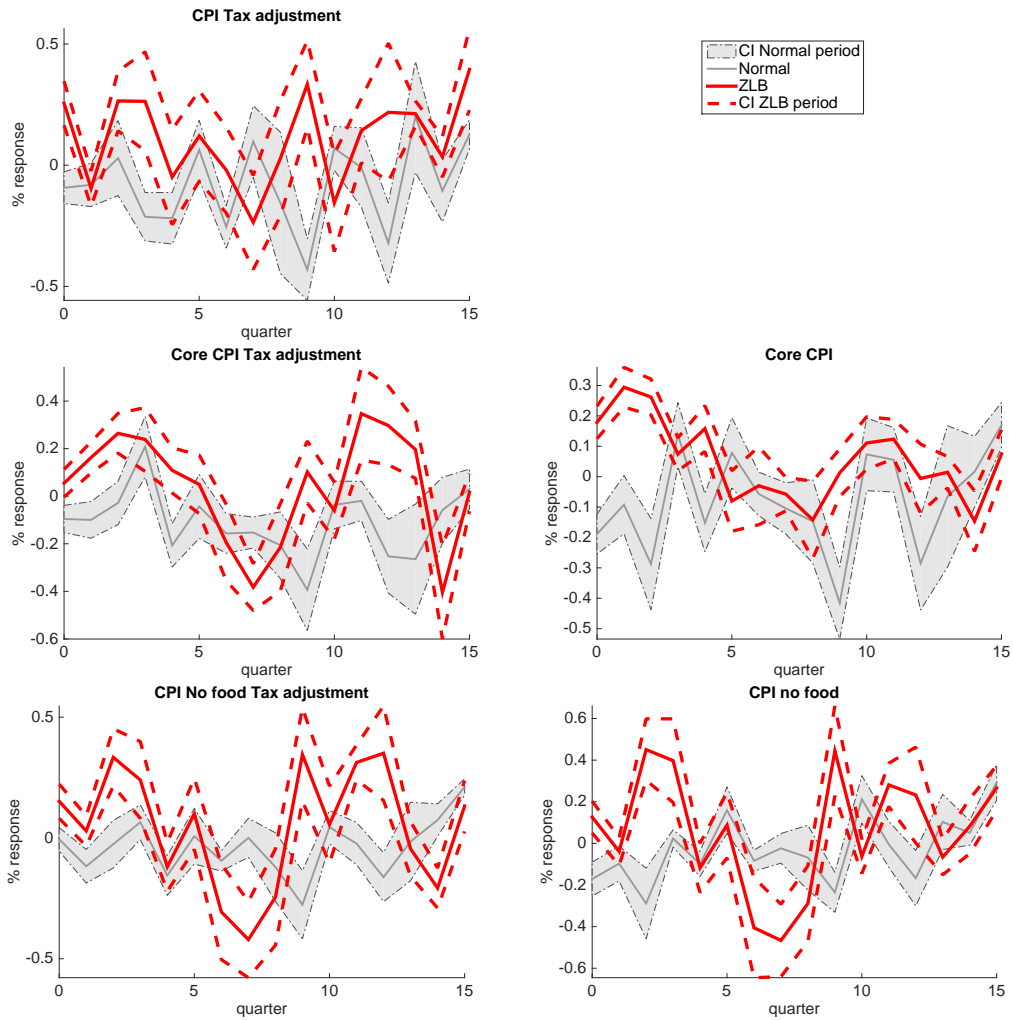 CPI Tax adjustment
0.5
0
-0.5
% response
0 5 10 15
quarter
CI Normal period
Normal
ZLB
CI ZLB period
Core CPI Tax adjustment
0.4
0.2
0
-0.2
-0.4
-0.6
% response
0 5 10 15
quarter
Core CPI
0.3
0.2
0.1
0
-0.1
-0.2
-0.3
-0.4
-0.5
% response
0 5 10 15
quarter
CPI No food Tax adjustment
0.5
0
-0.5
% response
0 5 10 15
quarter
CPI no food
0.6
0.4
0.2
0
-0.2
-0.4
-0.6
% response
0 5 10 15
quarter